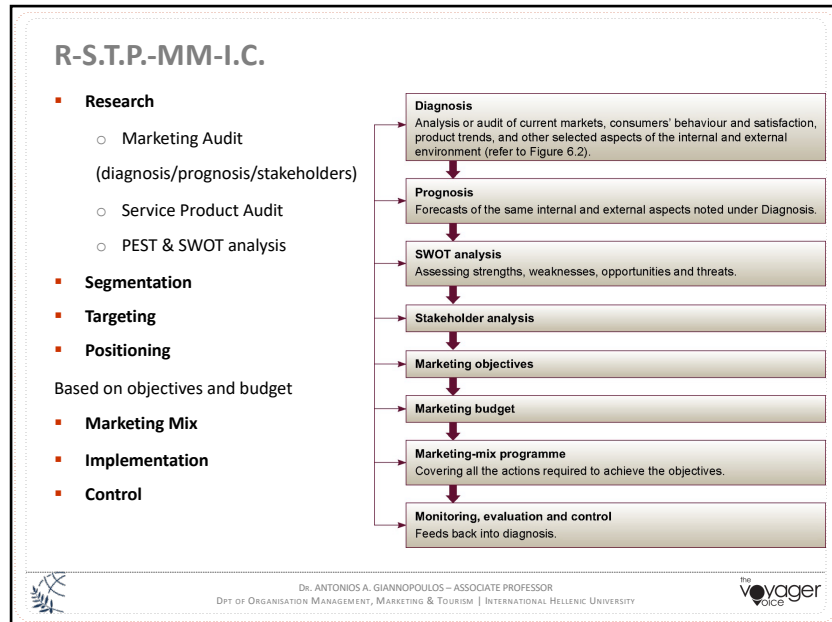 R-S.T.P.-MM-I.C.
▪ Research
○ Marketing Audit
(diagnosis/prognosis/stakeholders)
○ Service Product Audit
○ PEST & SWOT analysis
▪ Segmentation
▪ Targeting
▪ Positioning
Based on objectives and budget
▪ Marketing Mix
▪ Implementation
▪ Control
Diagnosis
Analysis or audit of current markets, consumers' behaviour and satisfaction,
product trends, and other selected aspects of the internal and external
environment (refer to Figure 6.2).
Prognosis
Forecasts of the same internal and external aspects noted under Diagnosis.
SWOT analysis
Assessing strengths, weaknesses, opportunities and threats.
Stakeholder analysis
Marketing objectives
Marketing budget
Marketing-mix programme
Covering all the actions required to achieve the objectives.
Monitoring, evaluation and control
Feeds back into diagnosis.
DR. ANTONIOS A. GIANNOPOULOS – ASSOCIATE PROFESSOR
DPT OF ORGANISATION MANAGEMENT, MARKETING & TOURISM | INTERNATIONAL HELLENIC UNIVERSITY
the
voyager
voice